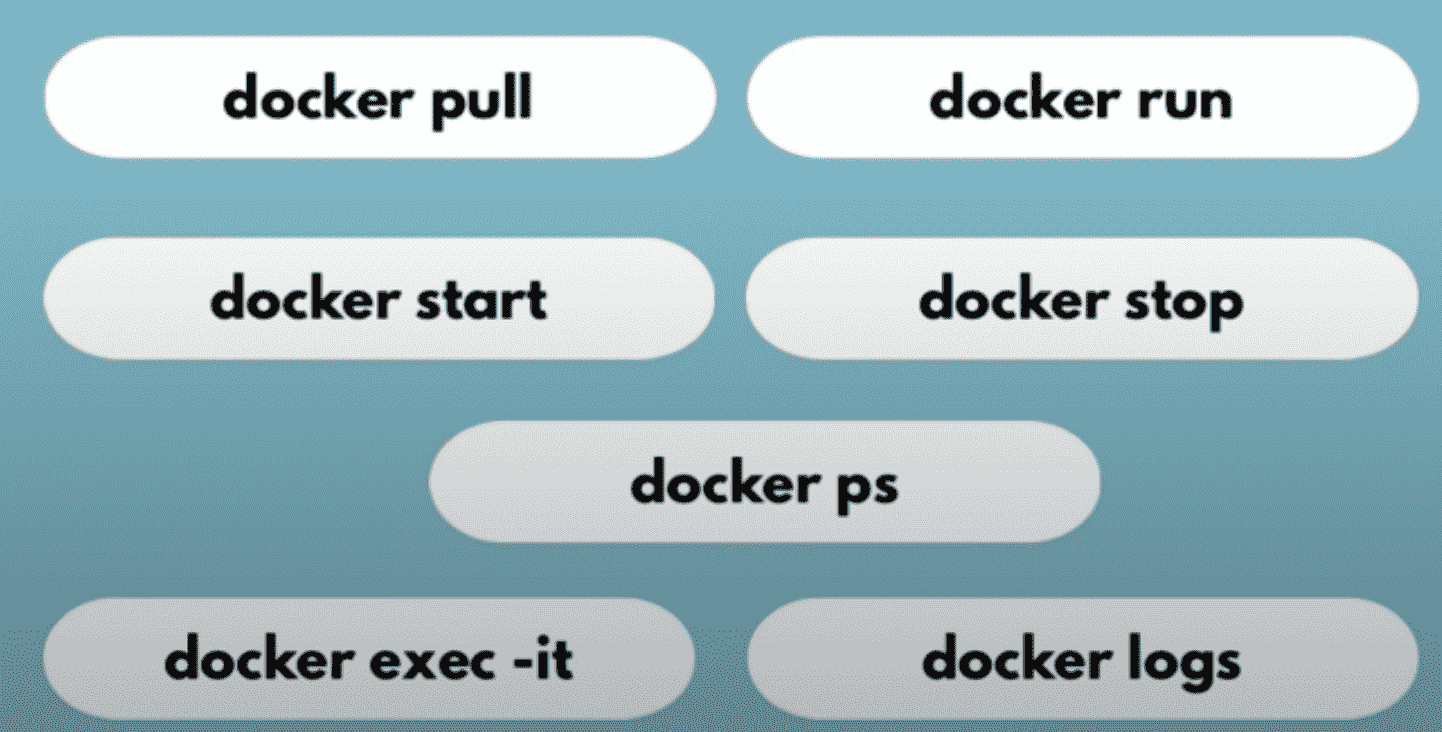 docker pull
docker run
docker start
docker stop
docker ps
docker exec -it
docker logs